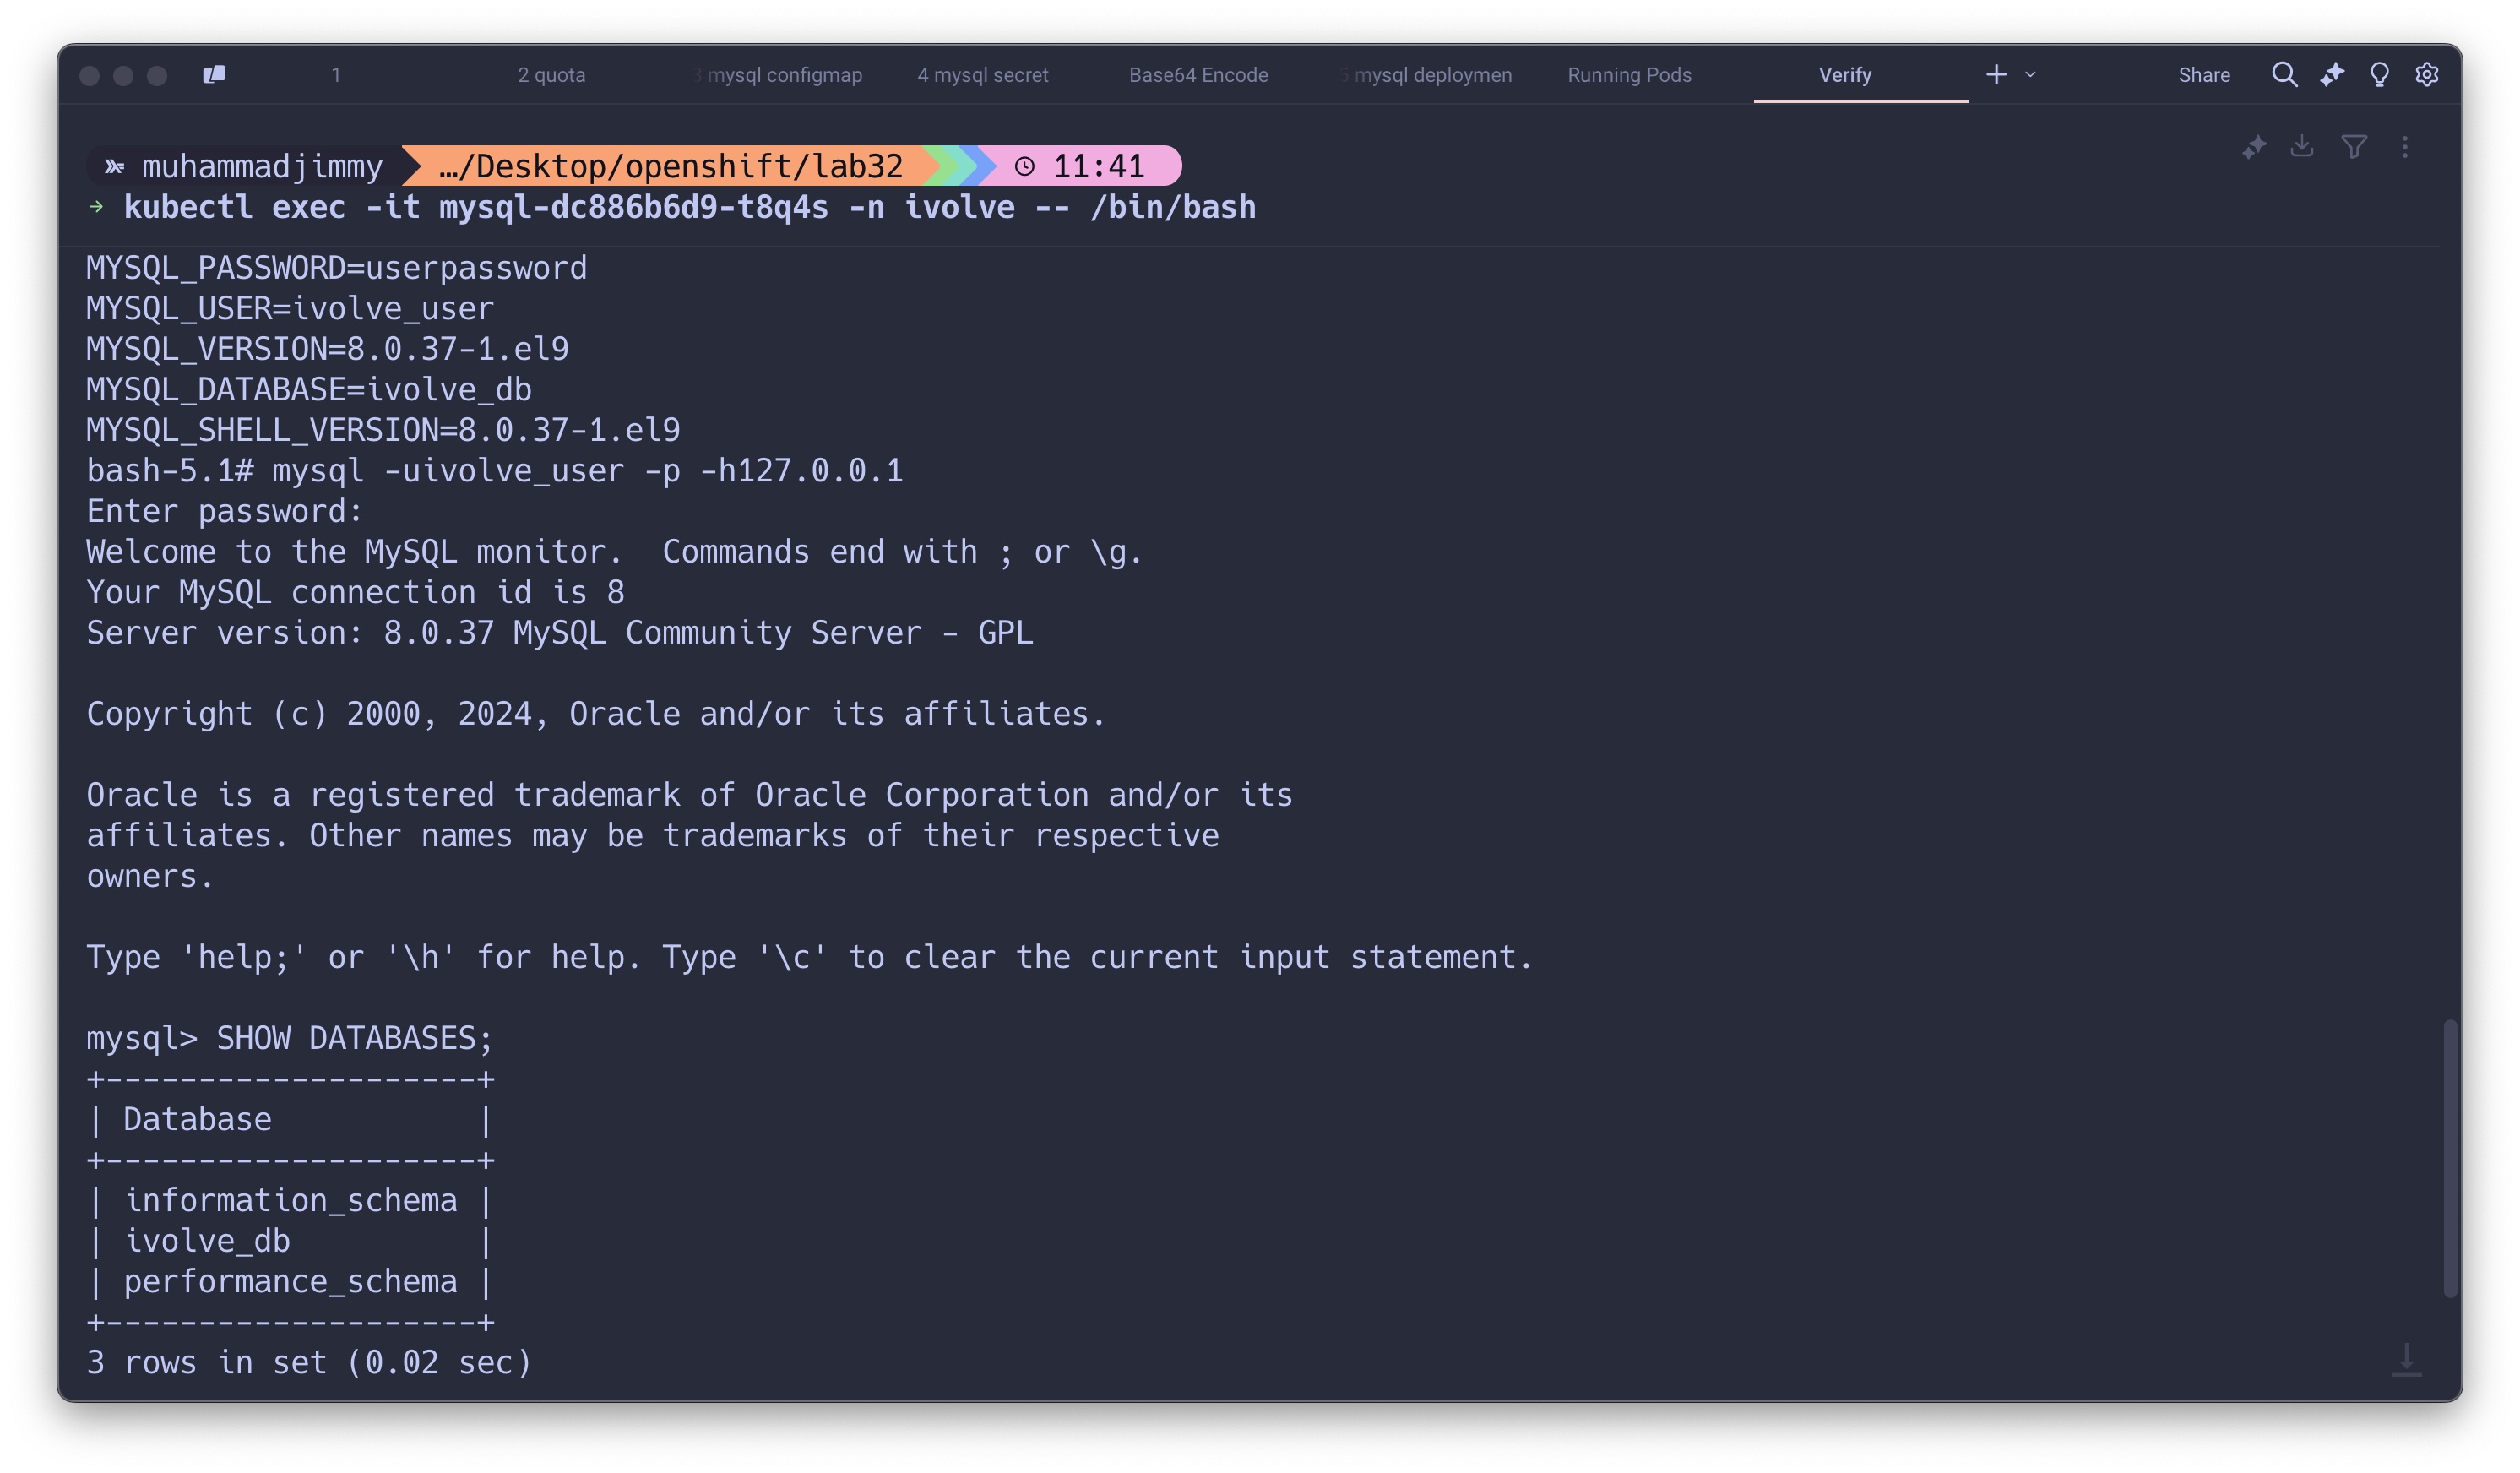 1
2 quota
3 mysql configmap
4 mysql secret
Base64 Encode
5 mysql deploymen
Running Pods
Verify
Share
muhammadjimmy …/Desktop/openshift/lab32 11:41
→ kubectl exec -it mysql-dc886b6d9-t8q4s -n ivolve -- /bin/bash
MYSQL_PASSWORD=userpassword
MYSQL_USER=ivolve_user
MYSQL_VERSION=8.0.37-1.el9
MYSQL_DATABASE=ivolve_db
MYSQL_SHELL_VERSION=8.0.37-1.el9
bash-5.1# mysql -uivolve_user -p -h127.0.0.1
Enter password:
Welcome to the MySQL monitor.  Commands end with ; or \g.
Your MySQL connection id is 8
Server version: 8.0.37 MySQL Community Server - GPL
Copyright (c) 2000, 2024, Oracle and/or its affiliates.
Oracle is a registered trademark of Oracle Corporation and/or its
affiliates. Other names may be trademarks of their respective
owners.
Type 'help;' or '\h' for help. Type '\c' to clear the current input statement.
mysql> SHOW DATABASES;
+--------------------+
| Database           |
+--------------------+
| information_schema |
| ivolve_db          |
| performance_schema |
+--------------------+
3 rows in set (0.02 sec)